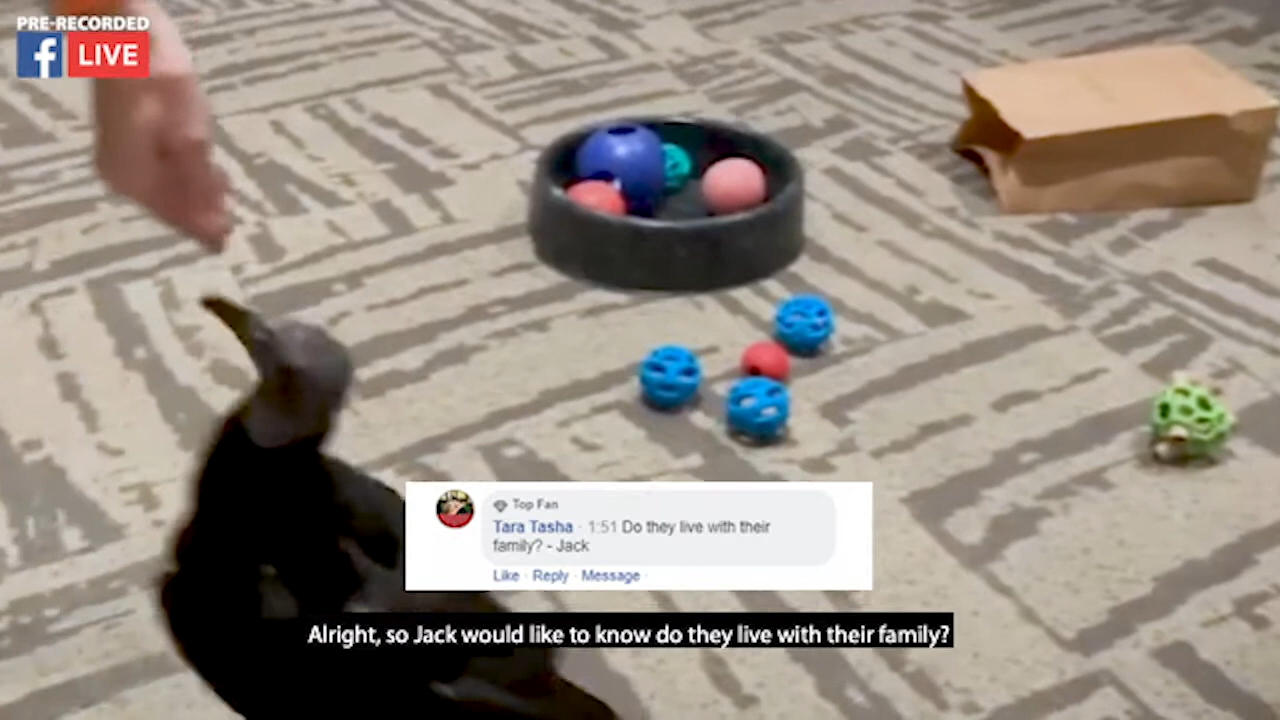 PRE-RECORDED
f LIVE
Top Fan
Tara Tasha · 1:51 Do they live with their
family? - Jack
Like · Reply · Message ·
Alright, so Jack would like to know do they live with their family?